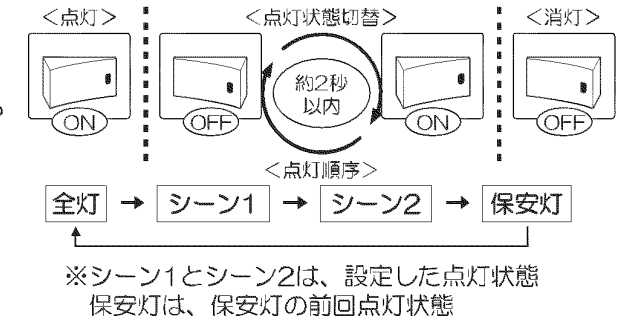 ＜点灯＞
＜点灯状態切替＞
＜消灯＞
約2秒
以内
ON
OFF
ON
OFF
＜点灯順序＞
全灯 → シーン1 → シーン2 → 保安灯
※シーン1とシーン2は、設定した点灯状態
保安灯は、保安灯の前回点灯状態